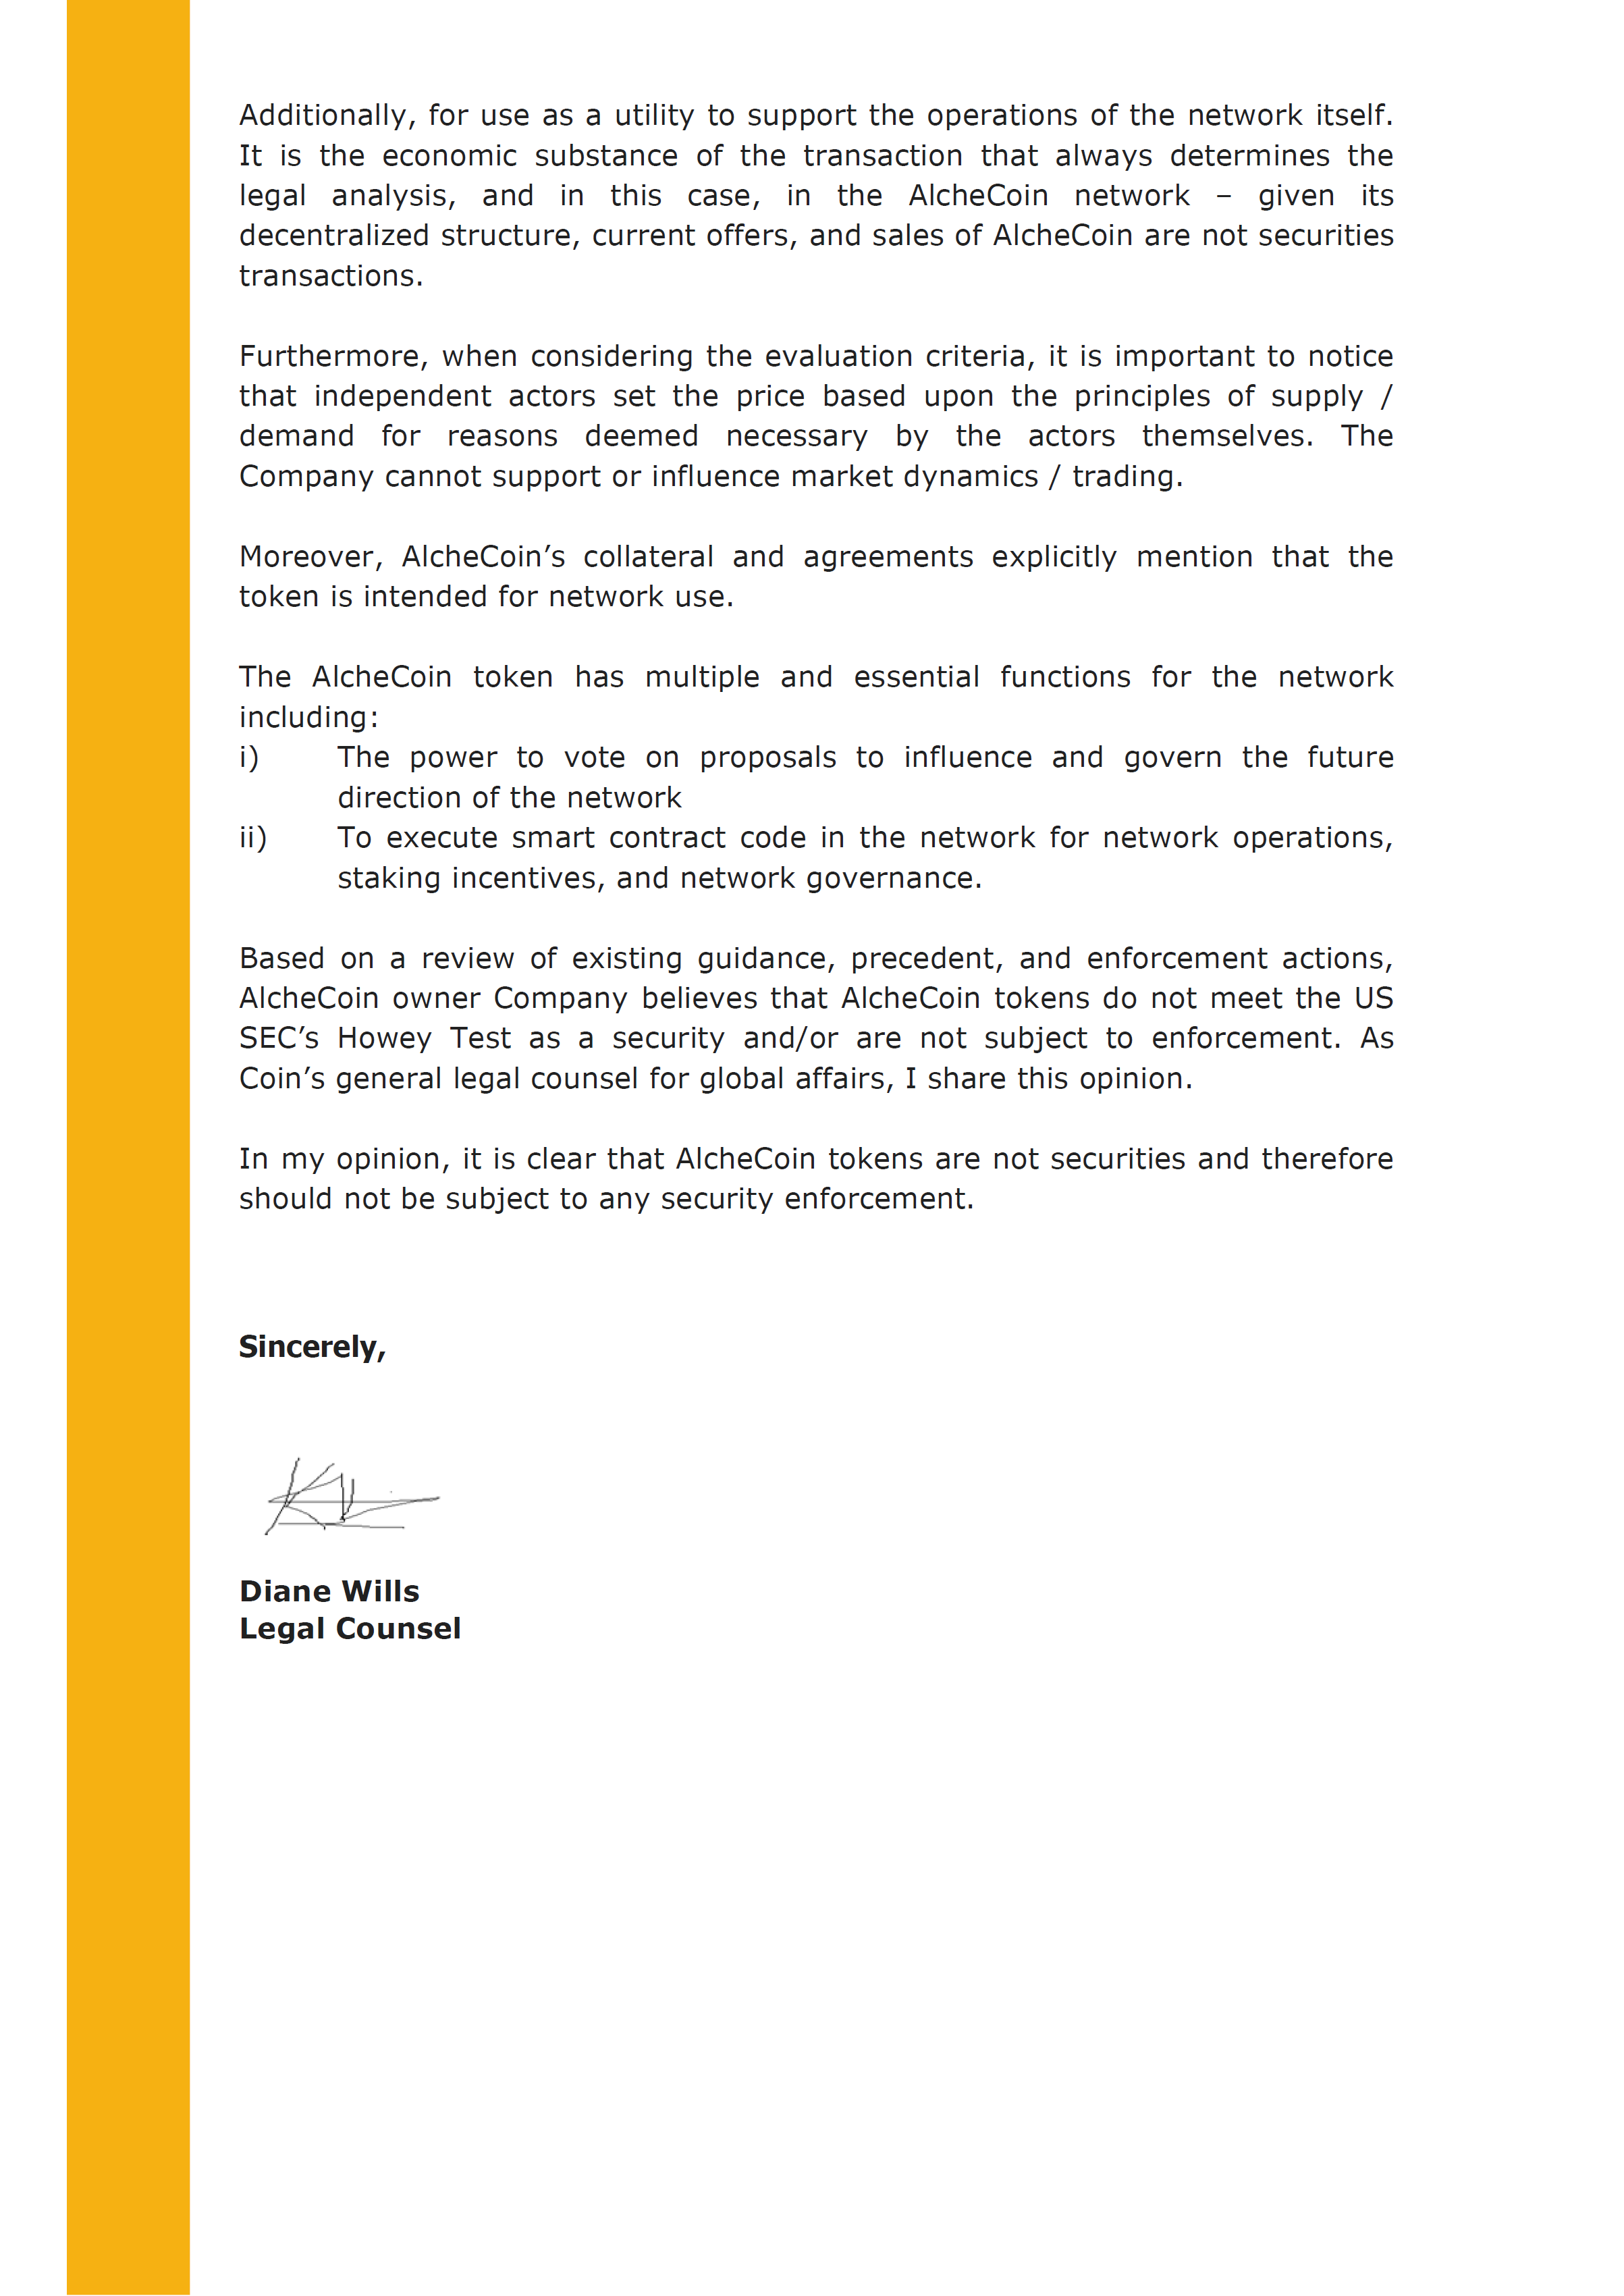 Additionally, for use as a utility to support the operations of the network itself.
It is the economic substance of the transaction that always determines the
legal analysis, and in this case, in the AlcheCoin network – given its
decentralized structure, current offers, and sales of AlcheCoin are not securities
transactions.
Furthermore, when considering the evaluation criteria, it is important to notice
that independent actors set the price based upon the principles of supply /
demand for reasons deemed necessary by the actors themselves. The
Company cannot support or influence market dynamics / trading.
Moreover, AlcheCoin’s collateral and agreements explicitly mention that the
token is intended for network use.
The AlcheCoin token has multiple and essential functions for the network
including:
i) The power to vote on proposals to influence and govern the future
direction of the network
ii) To execute smart contract code in the network for network operations,
staking incentives, and network governance.
Based on a review of existing guidance, precedent, and enforcement actions,
AlcheCoin owner Company believes that AlcheCoin tokens do not meet the US
SEC’s Howey Test as a security and/or are not subject to enforcement. As
Coin’s general legal counsel for global affairs, I share this opinion.
In my opinion, it is clear that AlcheCoin tokens are not securities and therefore
should not be subject to any security enforcement.
Sincerely,
Diane Wills
Legal Counsel